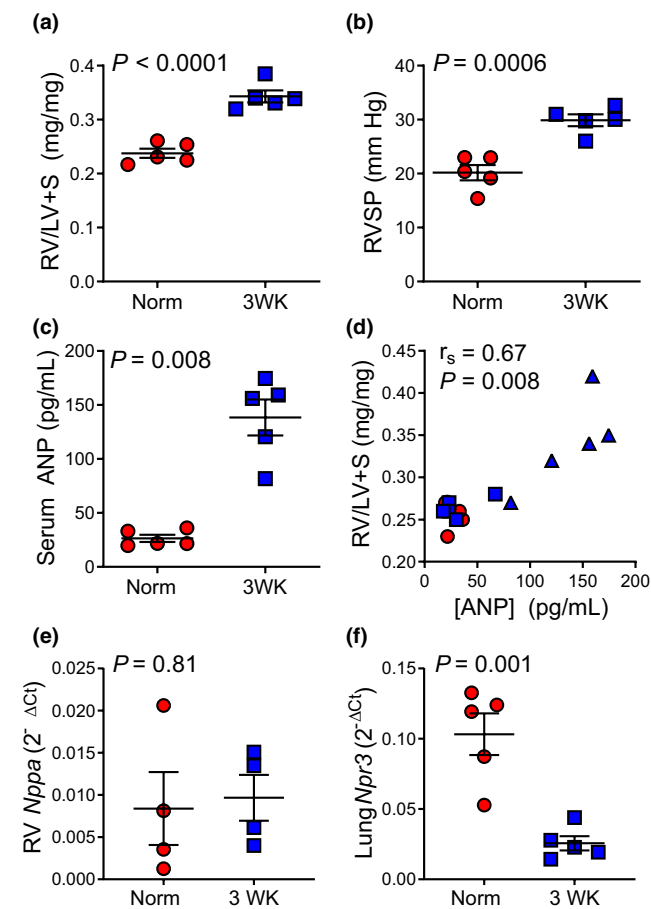 (a)
P < 0.0001
RV/LV+S (mg/mg)
0.4
0.3
0.2
0.1
0.0
Norm 3WK
(b)
P = 0.0006
RVSP (mm Hg)
40
30
20
10
0
Norm 3WK
(c)
P = 0.008
Serum ANP (pg/mL)
200
150
100
50
0
Norm 3WK
(d)
rs = 0.67
P = 0.008
RV/LV+S (mg/mg)
0.45
0.40
0.35
0.30
0.25
0.20
0 50 100 150 200
[ANP] (pg/mL)
(e)
P = 0.81
RV Nppa (2- ΔCt)
0.025
0.020
0.015
0.010
0.005
0.000
Norm 3 WK
(f)
P = 0.001
Lung Npr3 (2-ΔCt)
0.15
0.10
0.05
0.00
Norm 3 WK